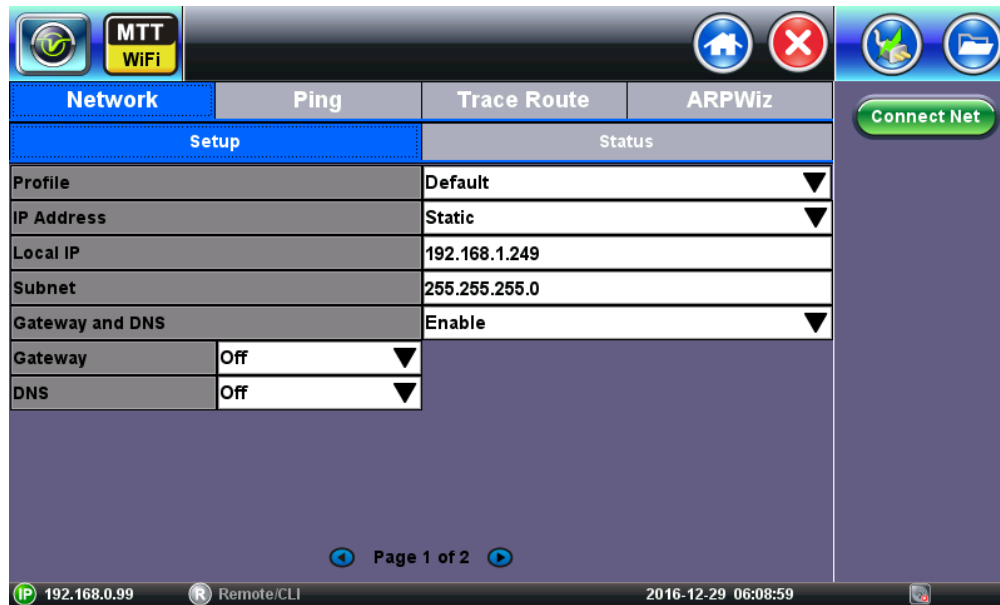 MTT
WiFi
Network Ping Trace Route ARPWiz
Connect Net
Setup Status
Profile Default
IP Address Static
Local IP 192.168.1.249
Subnet 255.255.255.0
Gateway and DNS Enable
Gateway Off
DNS Off
Page 1 of 2
IP 192.168.0.99 R Remote/CLI 2016-12-29 06:08:59